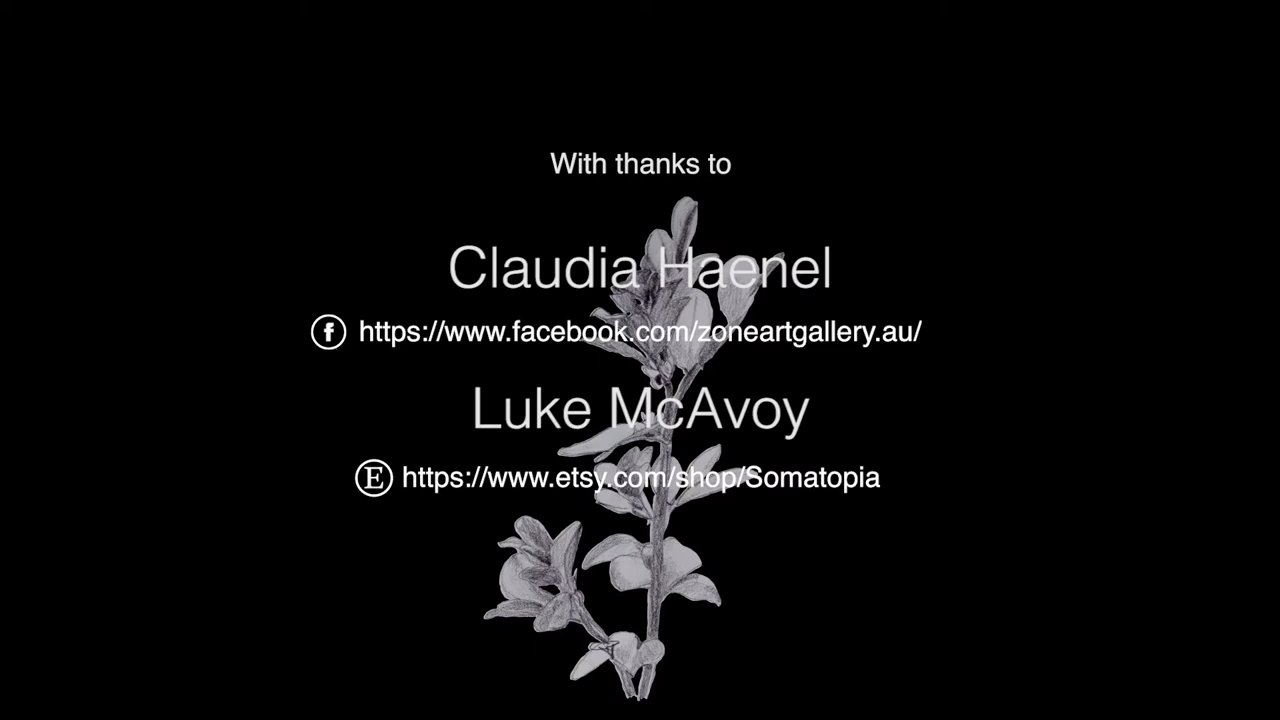 With thanks to
Claudia Haenel
https://www.facebook.com/zoneartgallery.au/
Luke McAvoy
E https://www.etsy.com/shop/Somatopia